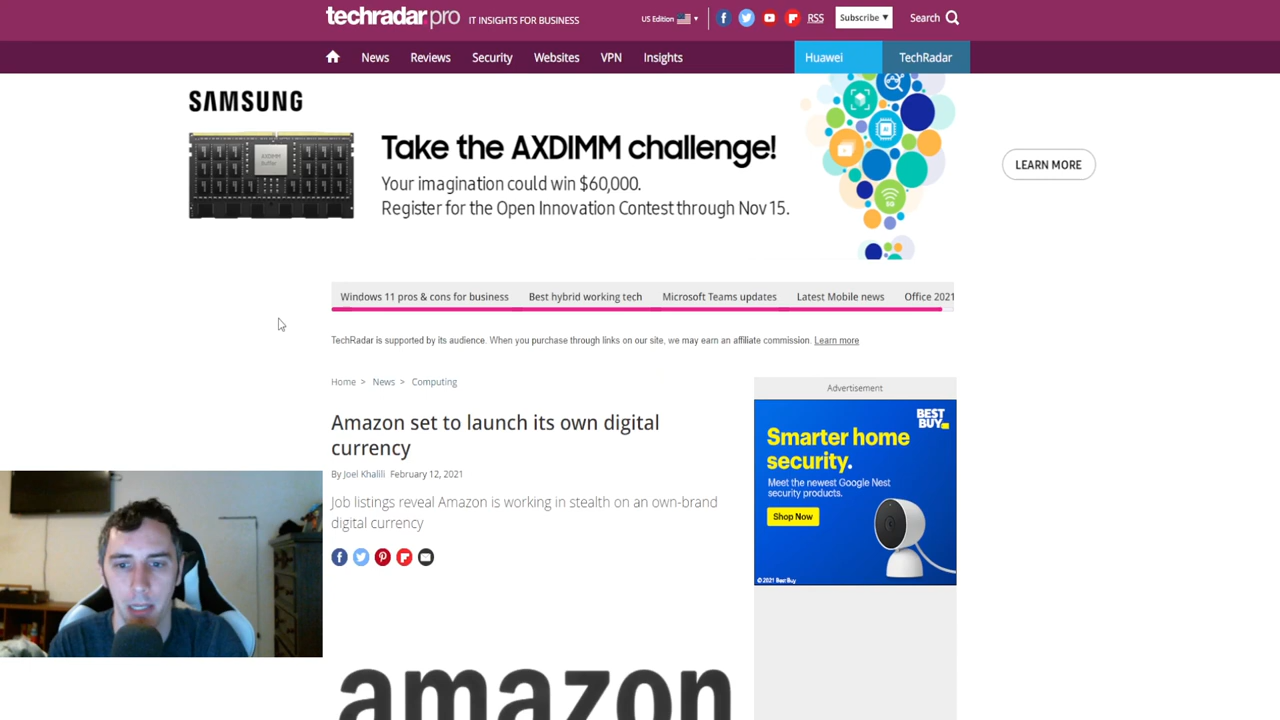 techradar.pro IT INSIGHTS FOR BUSINESS
US Edition
RSS
Subscribe
Search
News
Reviews
Security
Websites
VPN
Insights
Huawei
TechRadar
SAMSUNG
AXDIMM
Buffer
Take the AXDIMM challenge!
Your imagination could win $60,000.
Register for the Open Innovation Contest through Nov 15.
5G
LEARN MORE
Windows 11 pros & cons for business
Best hybrid working tech
Microsoft Teams updates
Latest Mobile news
Office 2021
TechRadar is supported by its audience. When you purchase through links on our site, we may earn an affiliate commission. Learn more
Home > News > Computing
Amazon set to launch its own digital
currency
By Joel Khalili February 12, 2021
Job listings reveal Amazon is working in stealth on an own-brand
digital currency
amazon
Advertisement
BEST
BUY
Smarter home
security.
Meet the newest Google Nest
security products.
Shop Now
© 2021 Best Buy